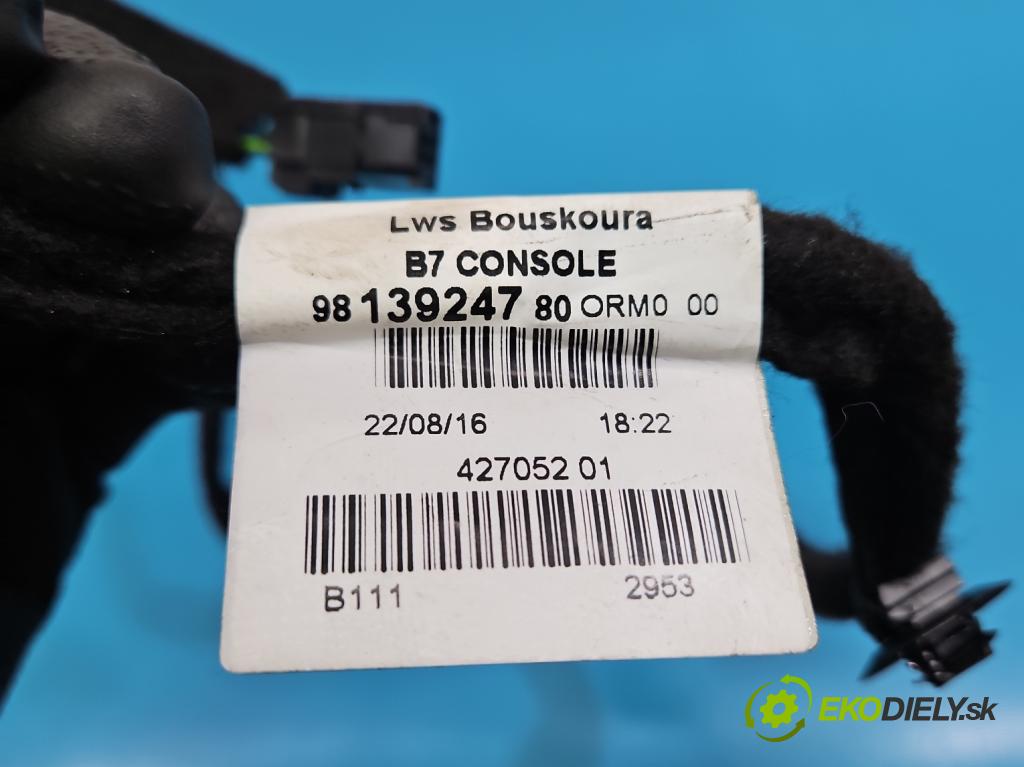 Lws Bouskoura
B7 CONSOLE
98 139247 80 ORM0 00
22/08/16 18:22
427052 01
B111 2953
EKODIELY.sk